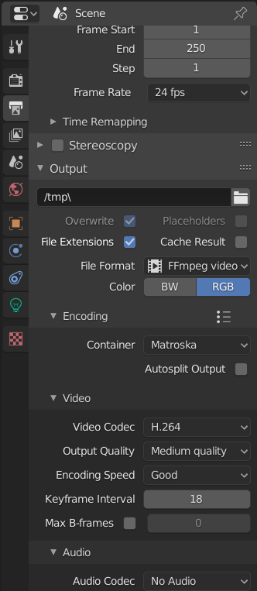 Scene
Frame Start 1
End 250
Step 1
Frame Rate 24 fps
Time Remapping
Stereoscopy
Output
/tmp\
Overwrite Placeholders
File Extensions Cache Result
File Format FFmpeg video
Color BW RGB
Encoding
Container Matroska
Autosplit Output
Video
Video Codec H.264
Output Quality Medium quality
Encoding Speed Good
Keyframe Interval 18
Max B-frames 0
Audio
Audio Codec No Audio